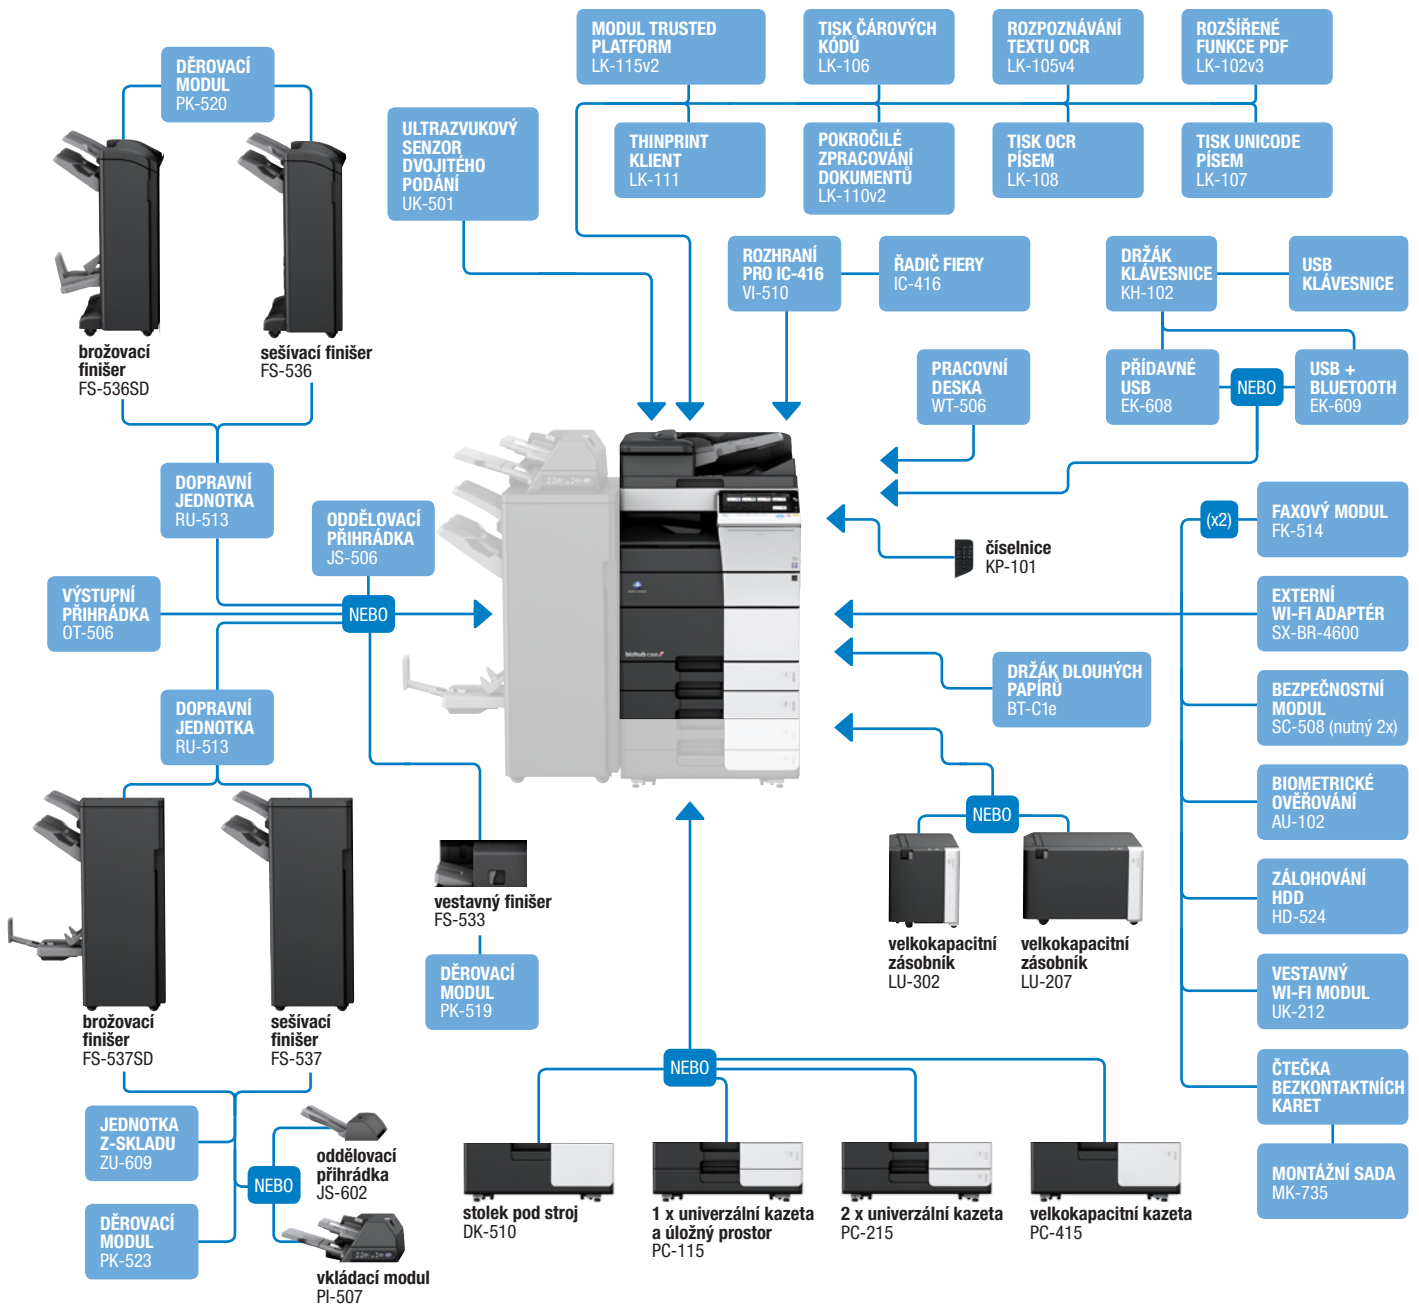 MODUL TRUSTED
PLATFORM
LK-115v2
TISK ČÁROVÝCH
KÓDŮ
LK-106
ROZPOZNÁVÁNÍ
TEXTU OCR
LK-105v4
ROZŠÍŘENÉ
FUNKCE PDF
LK-102v3
DĚROVACÍ
MODUL
PK-520
ULTRAZVUKOVÝ
SENZOR
DVOJITÉHO
PODÁNÍ
UK-501
THINPRINT
KLIENT
LK-111
POKROČILÉ
ZPRACOVÁNÍ
DOKUMENTŮ
LK-110v2
TISK OCR
PÍSEM
LK-108
TISK UNICODE
PÍSEM
LK-107
ROZHRANÍ
PRO IC-416
VI-510
ŘADIČ FIERY
IC-416
DRŽÁK
KLÁVESNICE
KH-102
USB
KLÁVESNICE
brožovací
finišer
FS-536SD
sešívací finišer
FS-536
PRACOVNÍ
DESKA
WT-506
PŘÍDAVNÉ
USB
EK-608
NEBO
USB +
BLUETOOTH
EK-609
DOPRAVNÍ
JEDNOTKA
RU-513
ODDĚLOVACÍ
PŘIHRÁDKA
JS-506
(x2)
FAXOVÝ MODUL
FK-514
číselnice
KP-101
VÝSTUPNÍ
PŘIHRÁDKA
OT-506
NEBO
EXTERNÍ
WI-FI ADAPTÉR
SX-BR-4600
bizhub
DRŽÁK DLOUHÝCH
PAPÍRŮ
BT-C1e
BEZPEČNOSTNÍ
MODUL
SC-508 (nutný 2x)
DOPRAVNÍ
JEDNOTKA
RU-513
BIOMETRICKÉ
OVĚŘOVÁNÍ
AU-102
NEBO
vestavný finišer
FS-533
ZÁLOHOVÁNÍ
HDD
HD-524
velkokapacitní
zásobník
LU-302
velkokapacitní
zásobník
LU-207
DĚROVACÍ
MODUL
PK-519
VESTAVNÝ
WI-FI MODUL
UK-212
brožovací
finišer
FS-537SD
sešívací
finišer
FS-537
NEBO
ČTEČKA
BEZKONTAKTNÍCH
KARET
JEDNOTKA
Z-SKLADU
ZU-609
oddělovací
přihrádka
JS-602
NEBO
MONTÁŽNÍ SADA
MK-735
DĚROVACÍ
MODUL
PK-523
vkládací modul
PI-507
stolek pod stroj
DK-510
1 x univerzální kazeta
a úložný prostor
PC-115
2 x univerzální kazeta
PC-215
velkokapacitní kazeta
PC-415